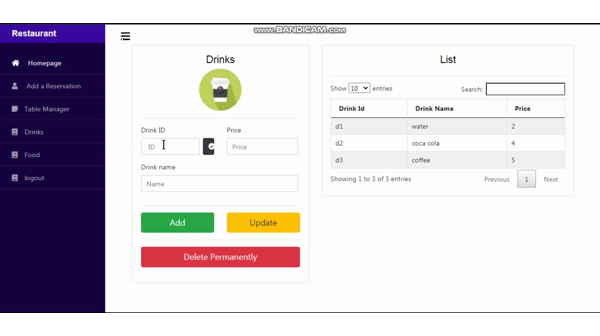 www.BANDICAM.com
Restaurant
Homepage
Add a Reservation
Table Manager
Drinks
Food
logout
Drinks
Drink ID
Price
ID
Price
Drink name
Name
Add
Update
Delete Permanently
List
Show 10 entries
Search:
Drink Id Drink Name Price
d1 water 2
d2 coca cola 4
d3 coffee 5
Showing 1 to 3 of 3 entries
Previous 1 Next